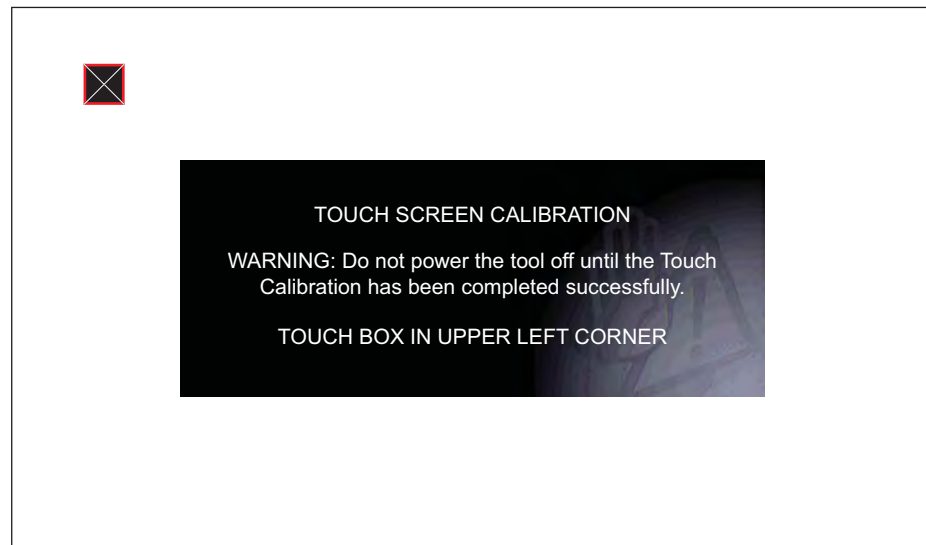 TOUCH SCREEN CALIBRATION
WARNING: Do not power the tool off until the Touch
Calibration has been completed successfully.
TOUCH BOX IN UPPER LEFT CORNER